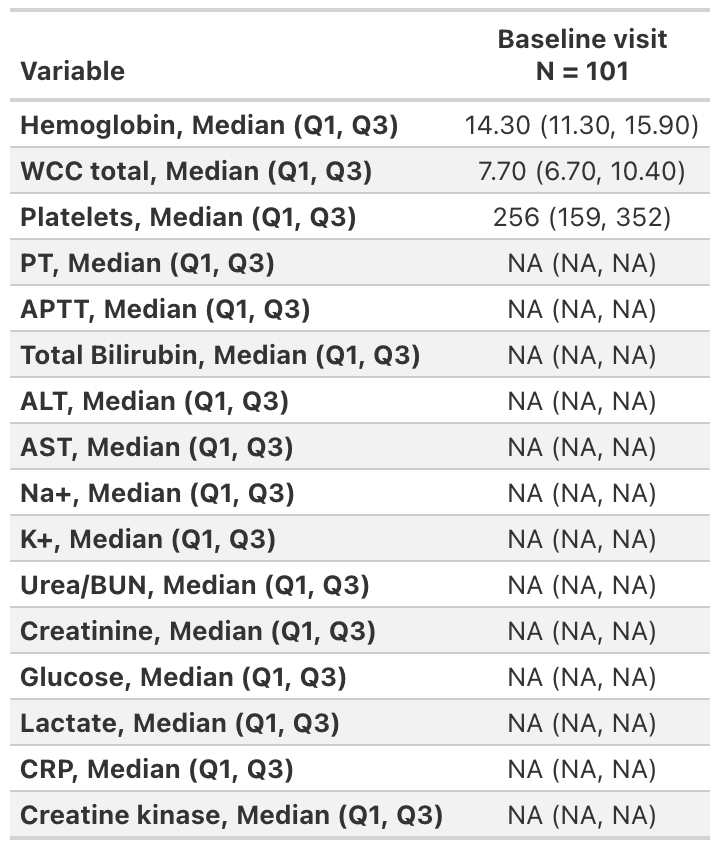 Variable
Baseline visit
N = 101
Hemoglobin, Median (Q1, Q3) 14.30 (11.30, 15.90)
WCC total, Median (Q1, Q3) 7.70 (6.70, 10.40)
Platelets, Median (Q1, Q3) 256 (159, 352)
PT, Median (Q1, Q3) NA (NA, NA)
APTT, Median (Q1, Q3) NA (NA, NA)
Total Bilirubin, Median (Q1, Q3) NA (NA, NA)
ALT, Median (Q1, Q3) NA (NA, NA)
AST, Median (Q1, Q3) NA (NA, NA)
Na+, Median (Q1, Q3) NA (NA, NA)
K+, Median (Q1, Q3) NA (NA, NA)
Urea/BUN, Median (Q1, Q3) NA (NA, NA)
Creatinine, Median (Q1, Q3) NA (NA, NA)
Glucose, Median (Q1, Q3) NA (NA, NA)
Lactate, Median (Q1, Q3) NA (NA, NA)
CRP, Median (Q1, Q3) NA (NA, NA)
Creatine kinase, Median (Q1, Q3) NA (NA, NA)